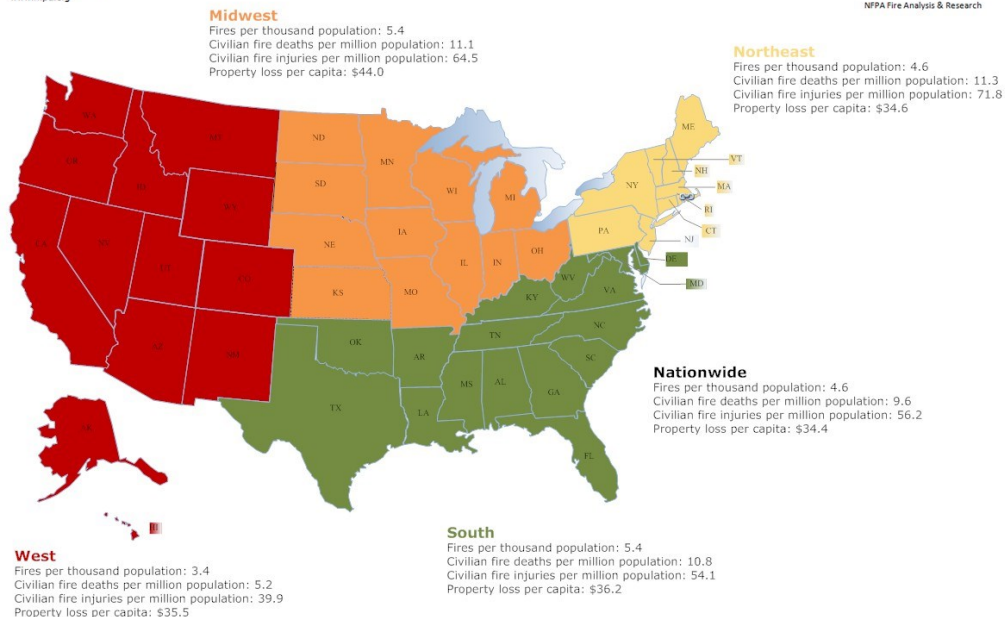 NFPA Fire Analysis & Research
Midwest
Fires per thousand population: 5.4
Civilian fire deaths per million population: 11.1
Civilian fire injuries per million population: 64.5
Property loss per capita: $44.0
Northeast
Fires per thousand population: 4.6
Civilian fire deaths per million population: 11.3
Civilian fire injuries per million population: 71.8
Property loss per capita: $34.6
WA
MT
ND
MN
ME
OR
ID
SD
WI
MI
NY
VT
NH
MA
RI
CT
NJ
NE
IA
PA
CA
NV
UT
IL
IN
OH
DE
MD
KS
MO
WV
VA
KY
AZ
NM
OK
AR
TN
NC
SC
TX
LA
MS
AL
GA
FL
AK
HI
Nationwide
Fires per thousand population: 4.6
Civilian fire deaths per million population: 9.6
Civilian fire injuries per million population: 56.2
Property loss per capita: $34.4
West
Fires per thousand population: 3.4
Civilian fire deaths per million population: 5.2
Civilian fire injuries per million population: 39.9
Property loss per capita: $35.5
South
Fires per thousand population: 5.4
Civilian fire deaths per million population: 10.8
Civilian fire injuries per million population: 54.1
Property loss per capita: $36.2